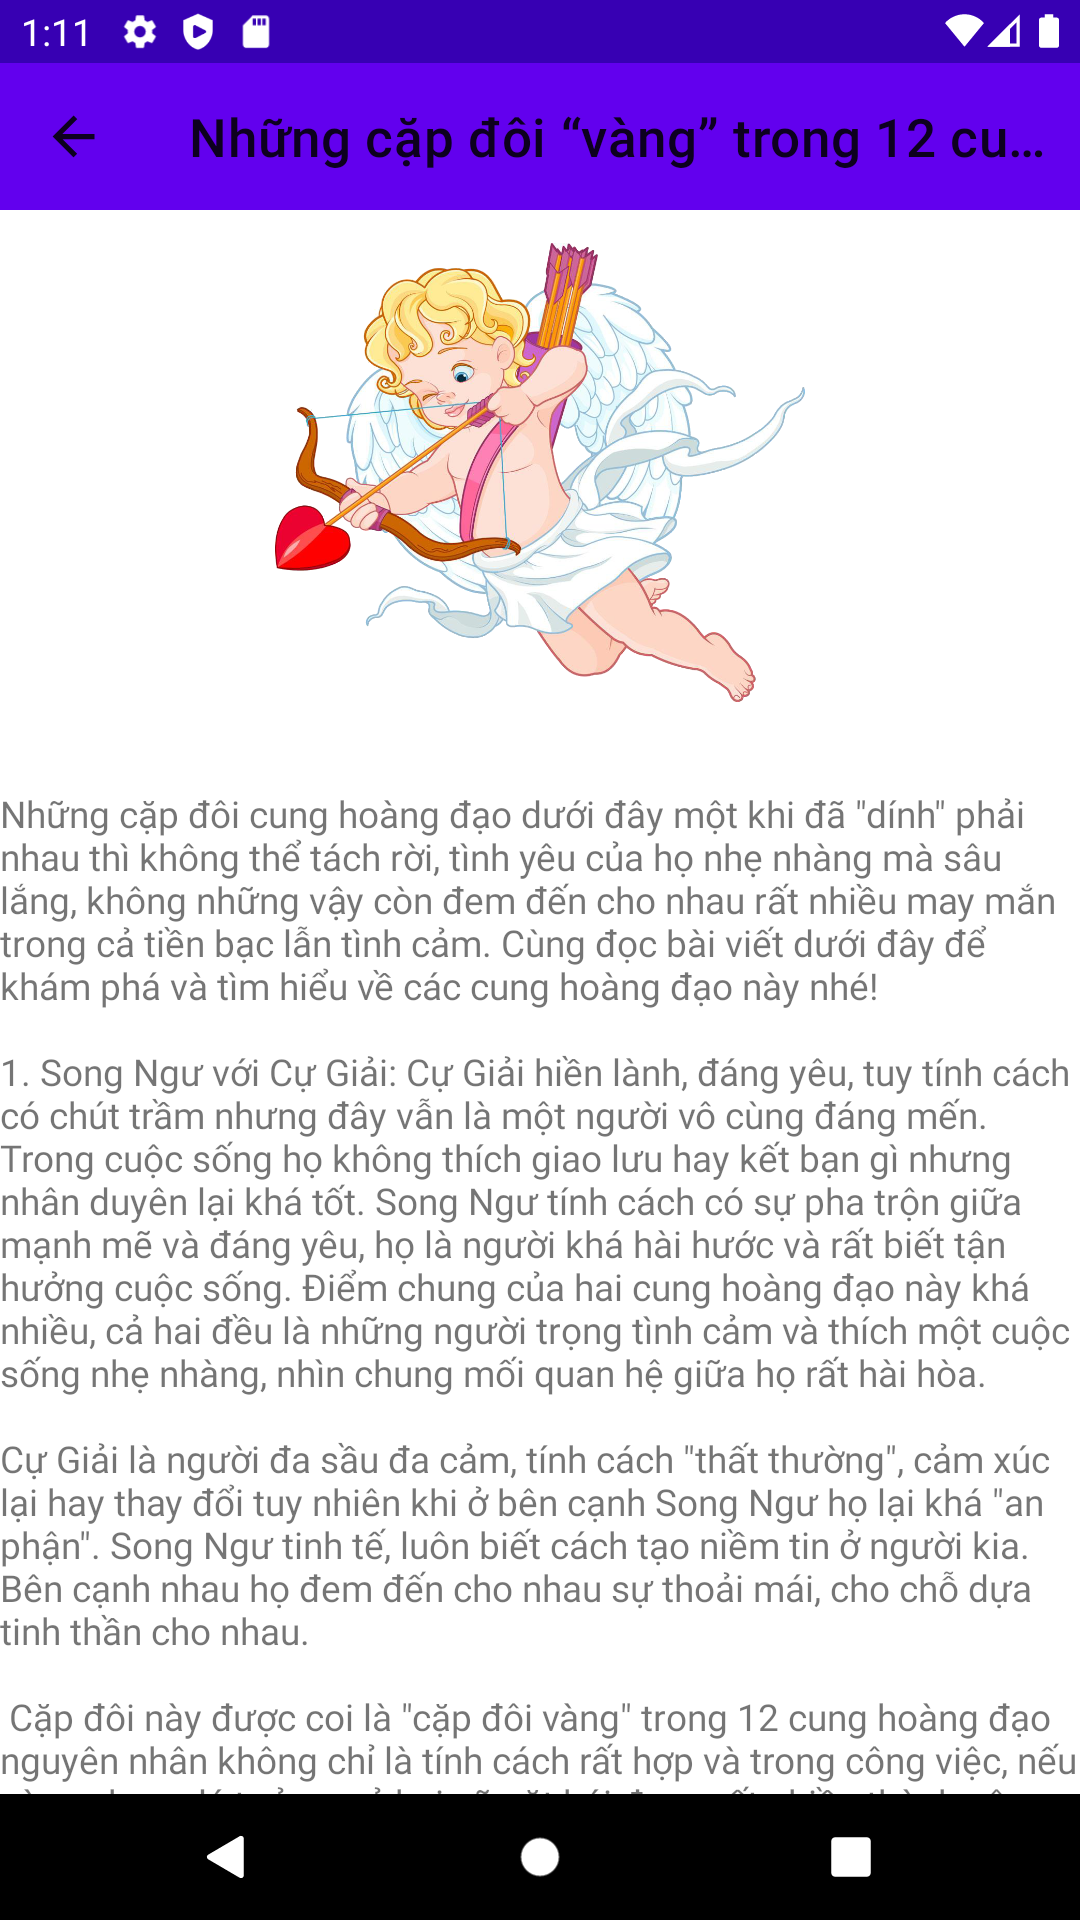 1:11
Những cặp đôi “vàng” trong 12 cu...
Những cặp đôi cung hoàng đạo dưới đây một khi đã "dính" phải
nhau thì không thể tách rời, tình yêu của họ nhẹ nhàng mà sâu
lắng, không những vậy còn đem đến cho nhau rất nhiều may mắn
trong cả tiền bạc lẫn tình cảm. Cùng đọc bài viết dưới đây để
khám phá và tìm hiểu về các cung hoàng đạo này nhé!
1. Song Ngư với Cự Giải: Cự Giải hiền lành, đáng yêu, tuy tính cách
có chút trầm nhưng đây vẫn là một người vô cùng đáng mến.
Trong cuộc sống họ không thích giao lưu hay kết bạn gì nhưng
nhân duyên lại khá tốt. Song Ngư tính cách có sự pha trộn giữa
mạnh mẽ và đáng yêu, họ là người khá hài hước và rất biết tận
hưởng cuộc sống. Điểm chung của hai cung hoàng đạo này khá
nhiều, cả hai đều là những người trọng tình cảm và thích một cuộc
sống nhẹ nhàng, nhìn chung mối quan hệ giữa họ rất hài hòa.
Cự Giải là người đa sầu đa cảm, tính cách "thất thường", cảm xúc
lại hay thay đổi tuy nhiên khi ở bên cạnh Song Ngư họ lại khá "an
phận". Song Ngư tinh tế, luôn biết cách tạo niềm tin ở người kia.
Bên cạnh nhau họ đem đến cho nhau sự thoải mái, cho chỗ dựa
tinh thần cho nhau.
Cặp đôi này được coi là "cặp đôi vàng" trong 12 cung hoàng đạo
nguyên nhân không chỉ là tính cách rất hợp và trong công việc, nếu